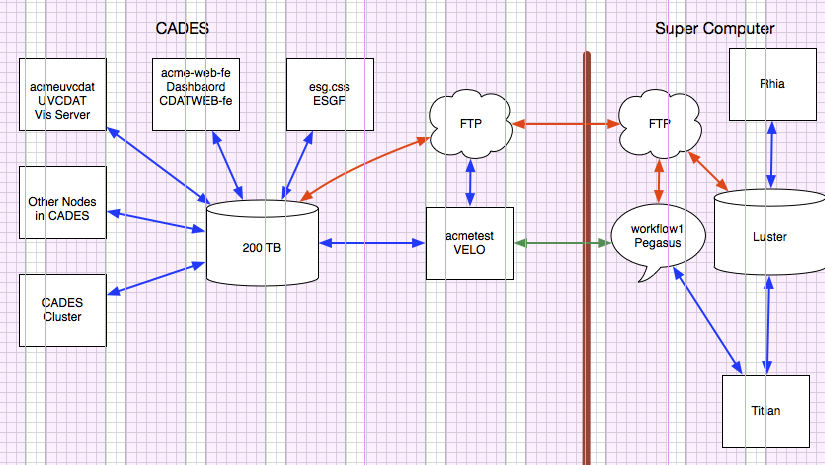 CADES
Super Computer
acmeuvcdat
UVCDAT
Vis Server
acme-web-fe
Dashbaord
CDATWEB-fe
esg.css
ESGF
FTP
FTP
Rhia
Other Nodes
in CADES
200 TB
acmetest
VELO
workflow1
Pegasus
Luster
CADES
Cluster
Titian